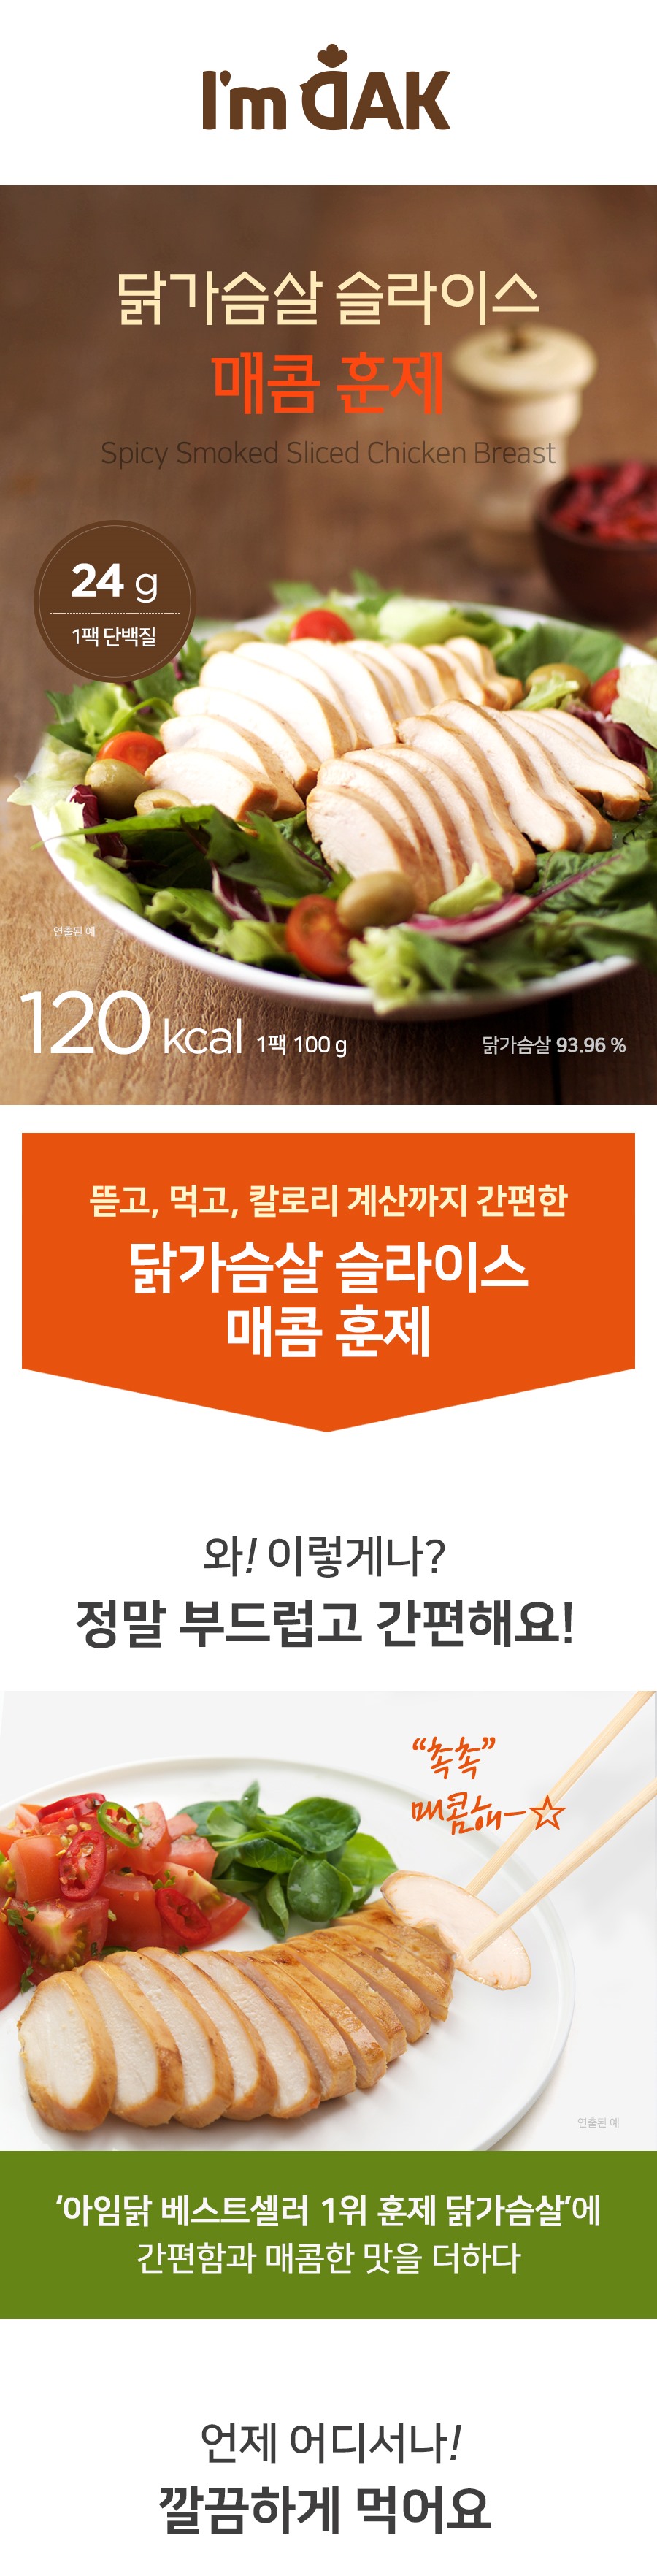 I'm DAK
닭가슴살 슬라이스
매콤 훈제
Spicy Smoked Sliced Chicken Breast
24 g
1팩 단백질
연출된 예
120 kcal 1팩 100 g
닭가슴살 93.96 %
뜯고, 먹고, 칼로리 계산까지 간편한
닭가슴살 슬라이스
매콤 훈제
와! 이렇게나?
정말 부드럽고 간편해요!
“촉촉”
매콤해~☆
연출된 예
‘아임닭 베스트셀러 1위 훈제 닭가슴살’에
간편함과 매콤한 맛을 더하다
언제 어디서나!
깔끔하게 먹어요